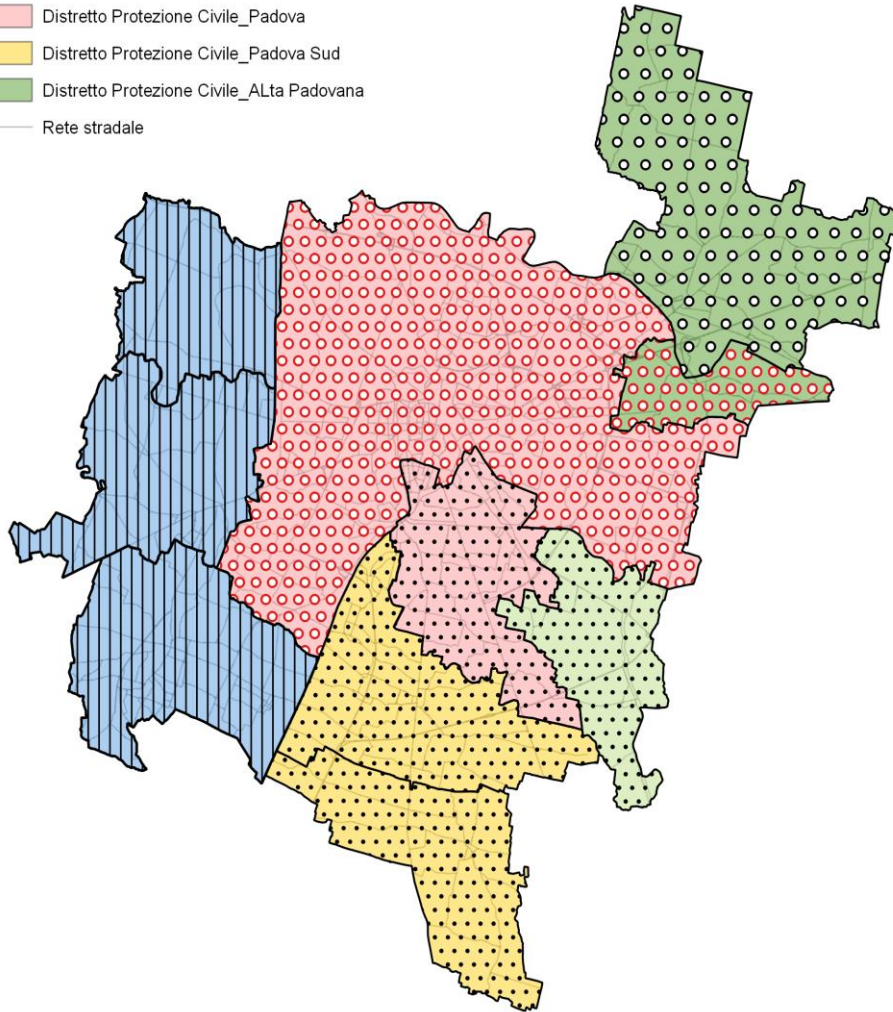 Distretto Protezione Civile_Padova
Distretto Protezione Civile_Padova Sud
Distretto Protezione Civile_ALta Padovana
Rete stradale